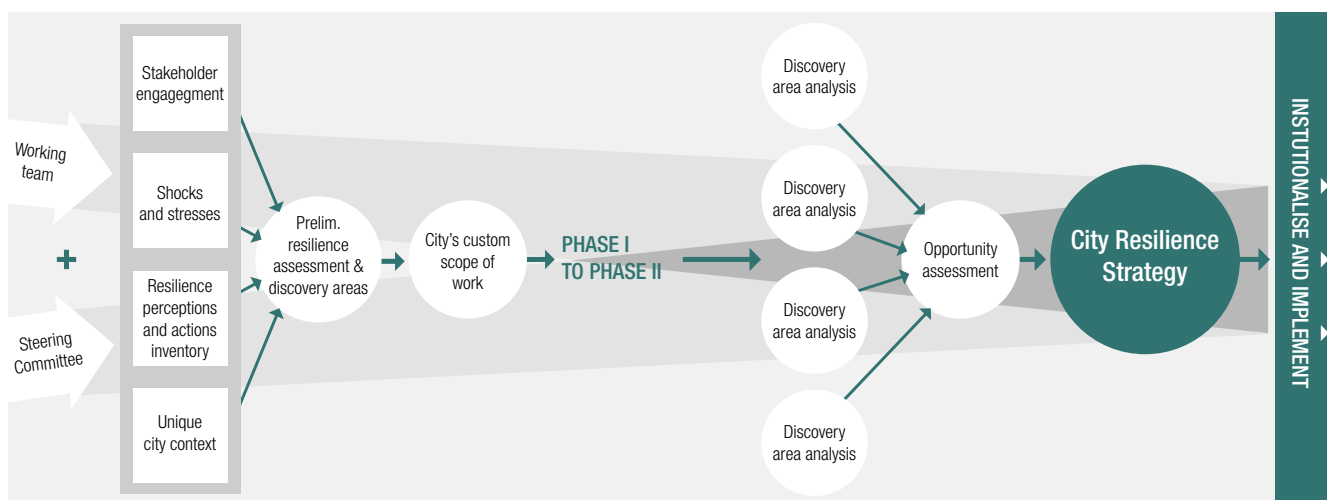 Working
team
+
Steering
Committee
Stakeholder
engagegment
Shocks
and stresses
Resilience
perceptions
and actions
inventory
Unique
city context
Prelim.
resilience
assessment &
discovery areas
City's custom
scope of
work
PHASE I
TO PHASE II
Discovery
area analysis
Discovery
area analysis
Discovery
area analysis
Discovery
area analysis
Opportunity
assessment
City Resilience
Strategy
INSTUTIONALISE AND IMPLEMENT